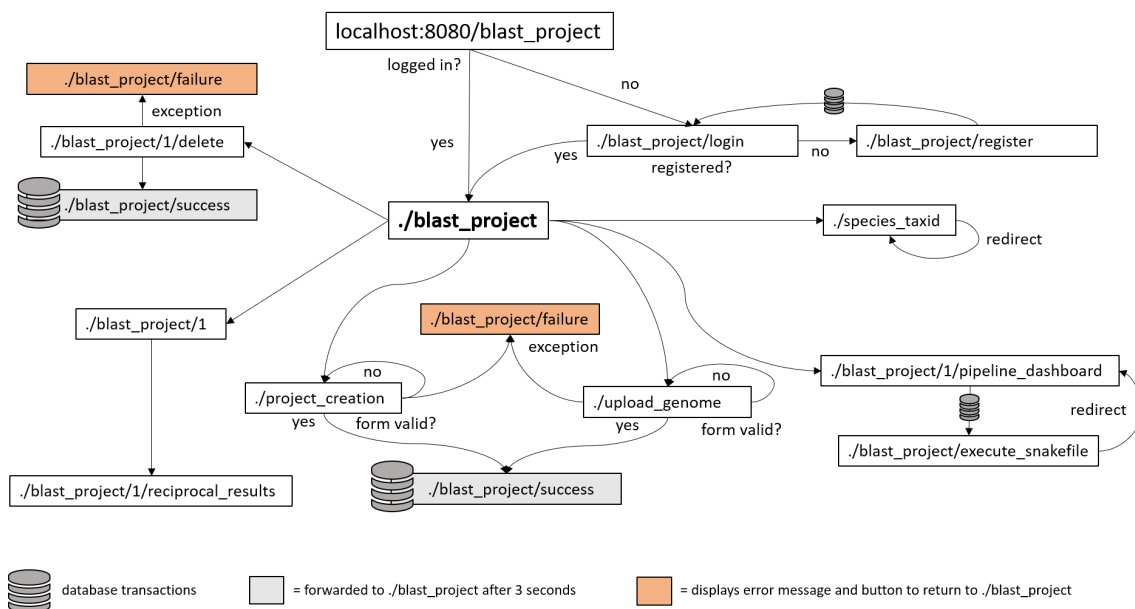 localhost:8080/blast_project
logged in?
./blast_project/failure
no
exception
./blast_project/1/delete
yes
./blast_project/login
no
./blast_project/register
yes
registered?
./blast_project/success
./blast_project
./species_taxid
redirect
./blast_project/1
./blast_project/failure
exception
no
./project_creation
yes
form valid?
no
./upload_genome
yes
form valid?
./blast_project/1/pipeline_dashboard
redirect
./blast_project/execute_snakefile
./blast_project/1/reciprocal_results
./blast_project/success
database transactions
= forwarded to ./blast_project after 3 seconds
= displays error message and button to return to ./blast_project